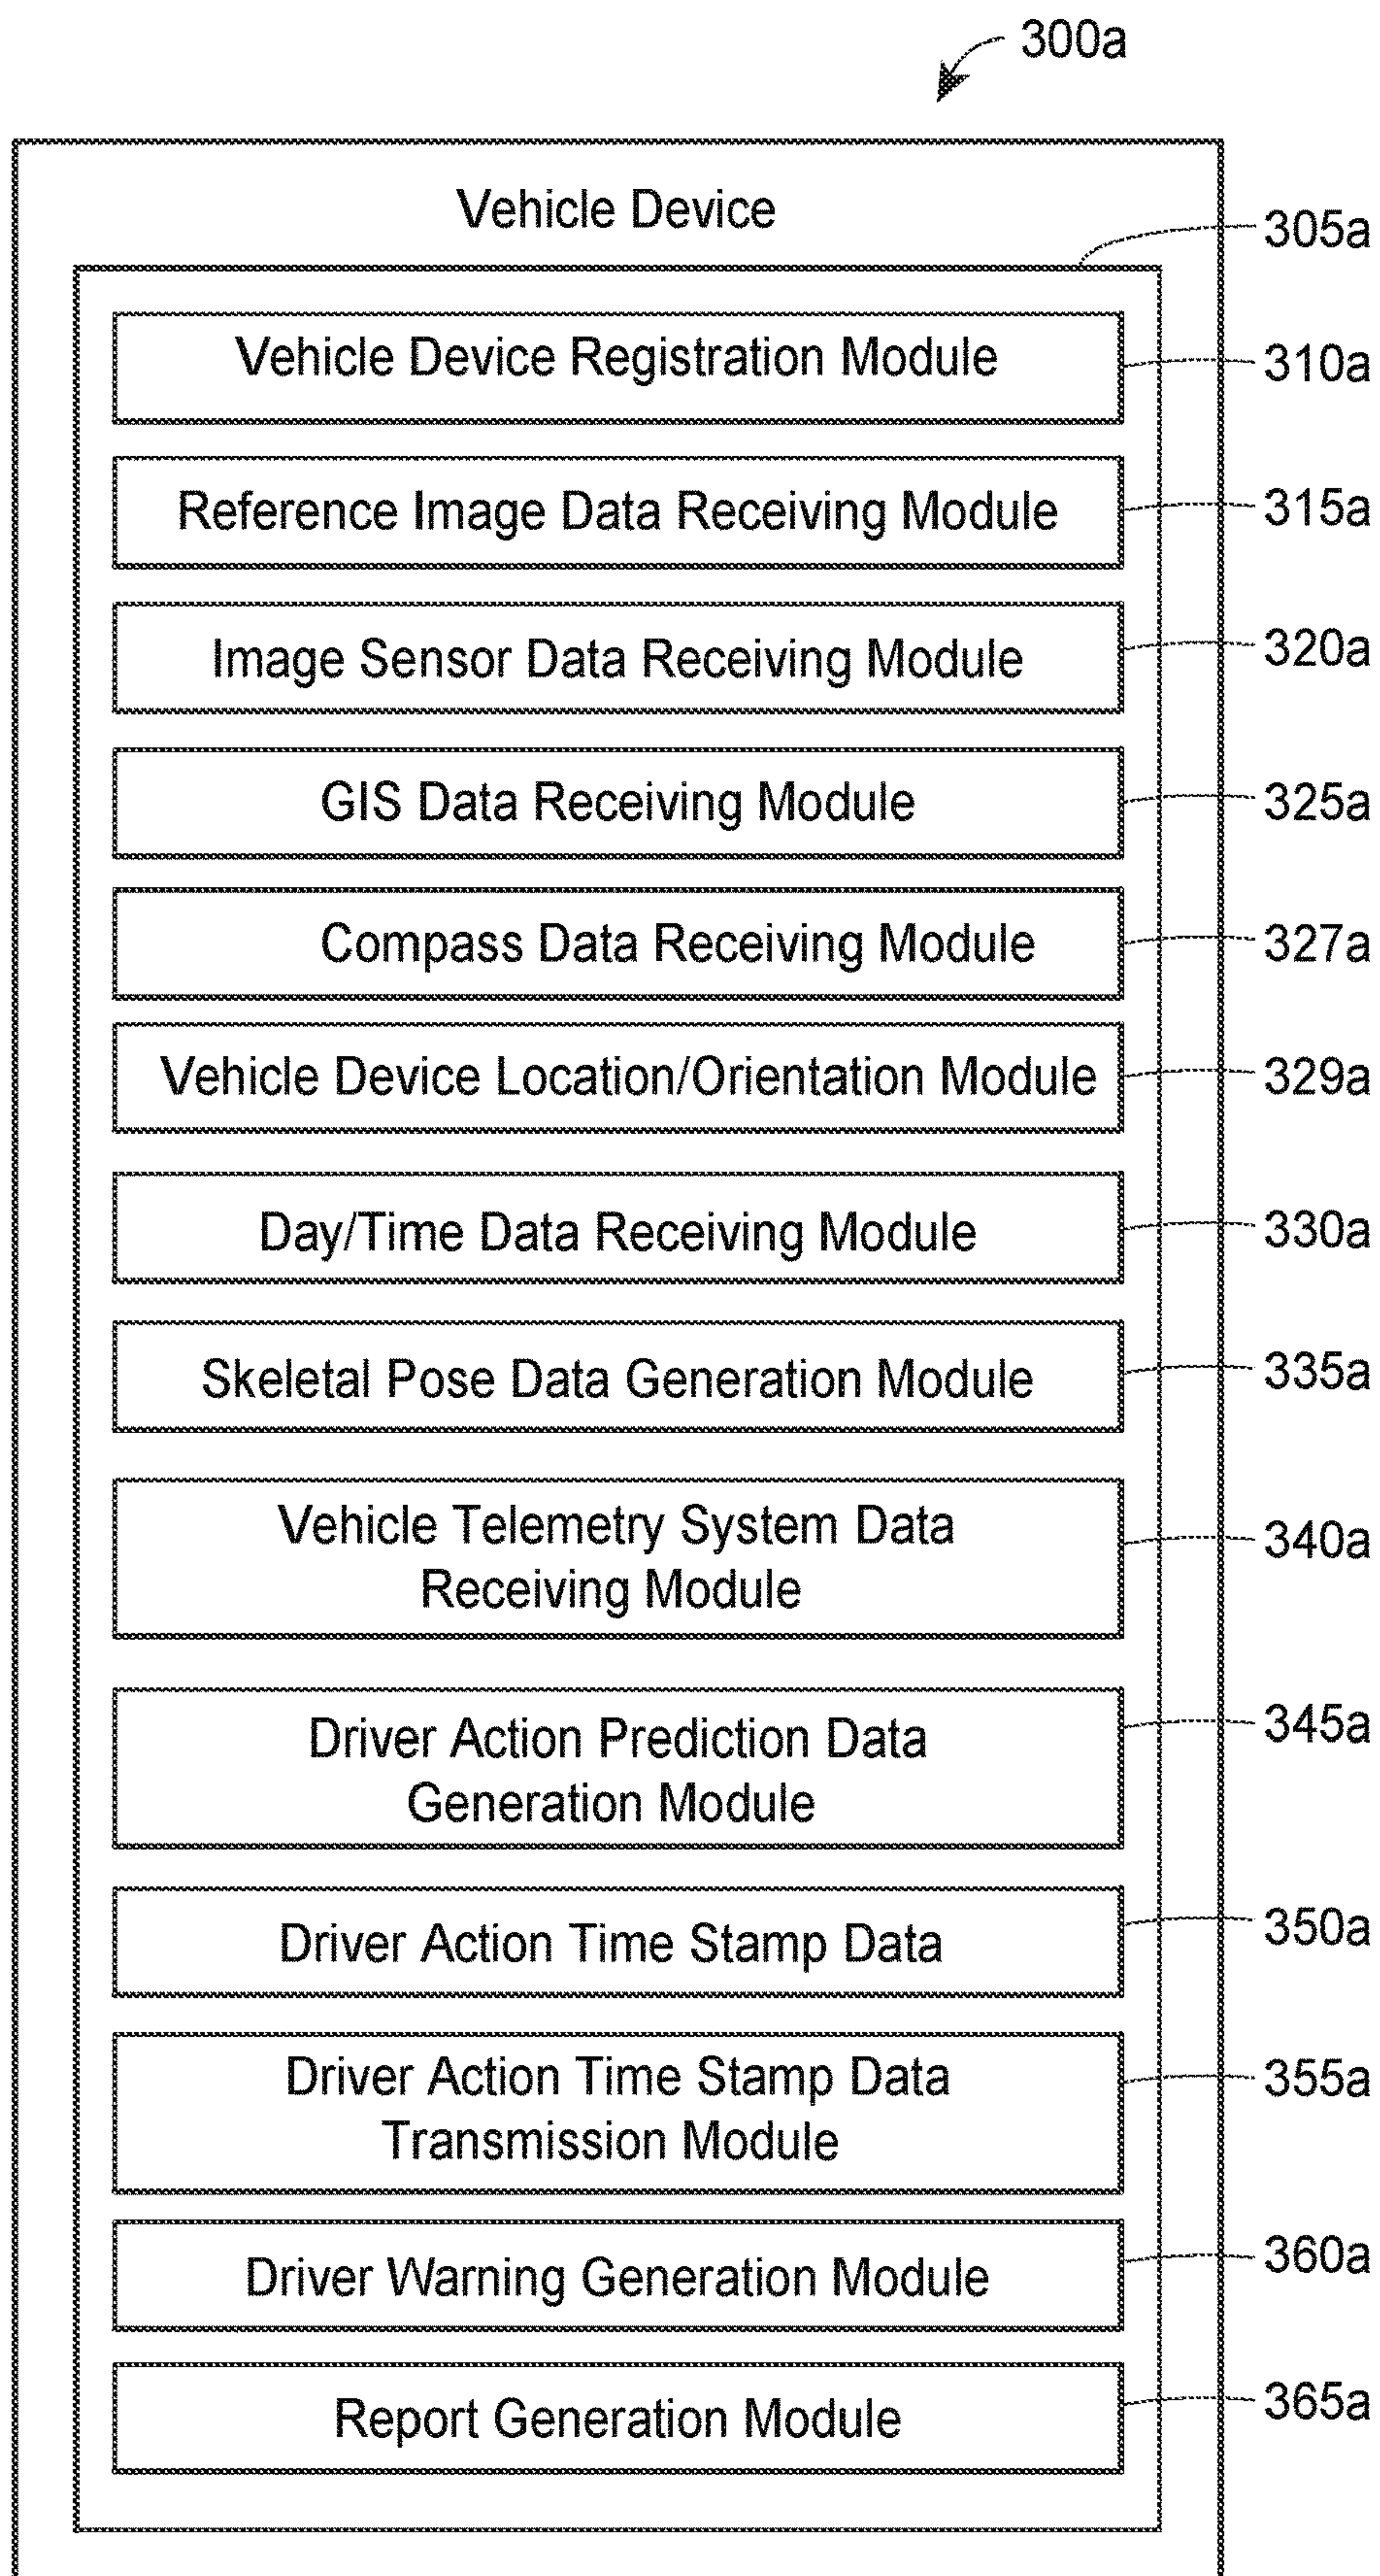 300a
Vehicle Device
305a
Vehicle Device Registration Module
310a
Reference Image Data Receiving Module
315a
Image Sensor Data Receiving Module
320a
GIS Data Receiving Module
325a
Compass Data Receiving Module
327a
Vehicle Device Location/Orientation Module
329a
Day/Time Data Receiving Module
330a
Skeletal Pose Data Generation Module
335a
Vehicle Telemetry System Data
Receiving Module
340a
Driver Action Prediction Data
Generation Module
345a
Driver Action Time Stamp Data
350a
Driver Action Time Stamp Data
Transmission Module
355a
Driver Warning Generation Module
360a
Report Generation Module
365a